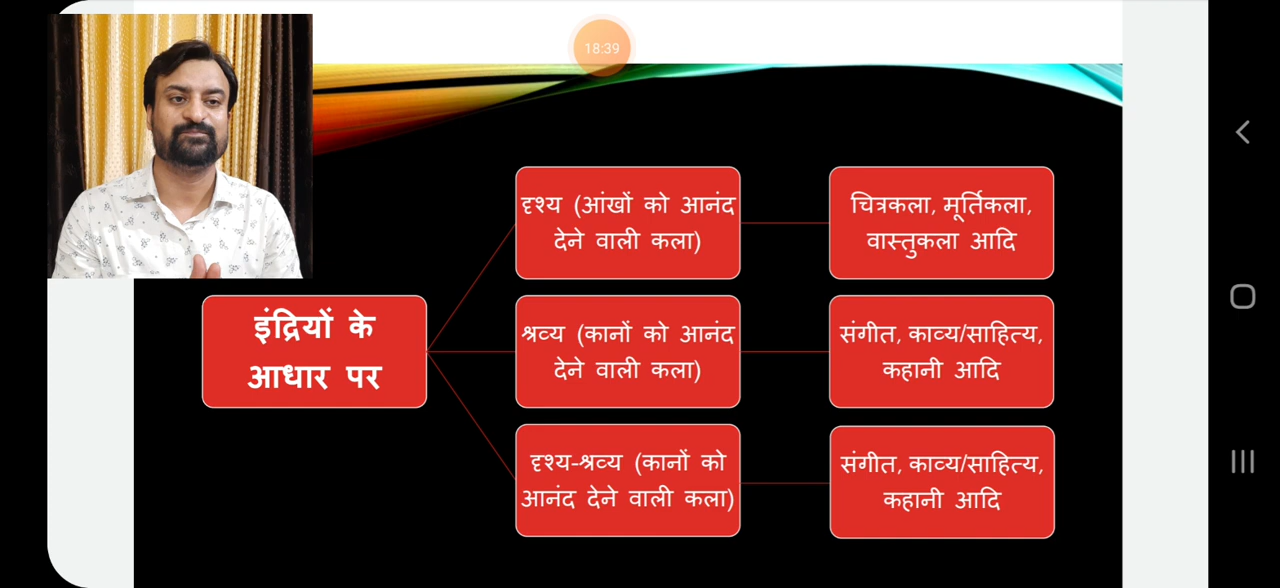 18:39
इंद्रियों के
आधार पर
दृश्य (आंखों को आनंद
देने वाली कला)
चित्रकला, मूर्तिकला,
वास्तुकला आदि
श्रव्य (कानों को आनंद
देने वाली कला)
संगीत, काव्य/साहित्य,
कहानी आदि
दृश्य-श्रव्य (कानों को
आनंद देने वाली कला)
संगीत, काव्य/साहित्य,
कहानी आदि